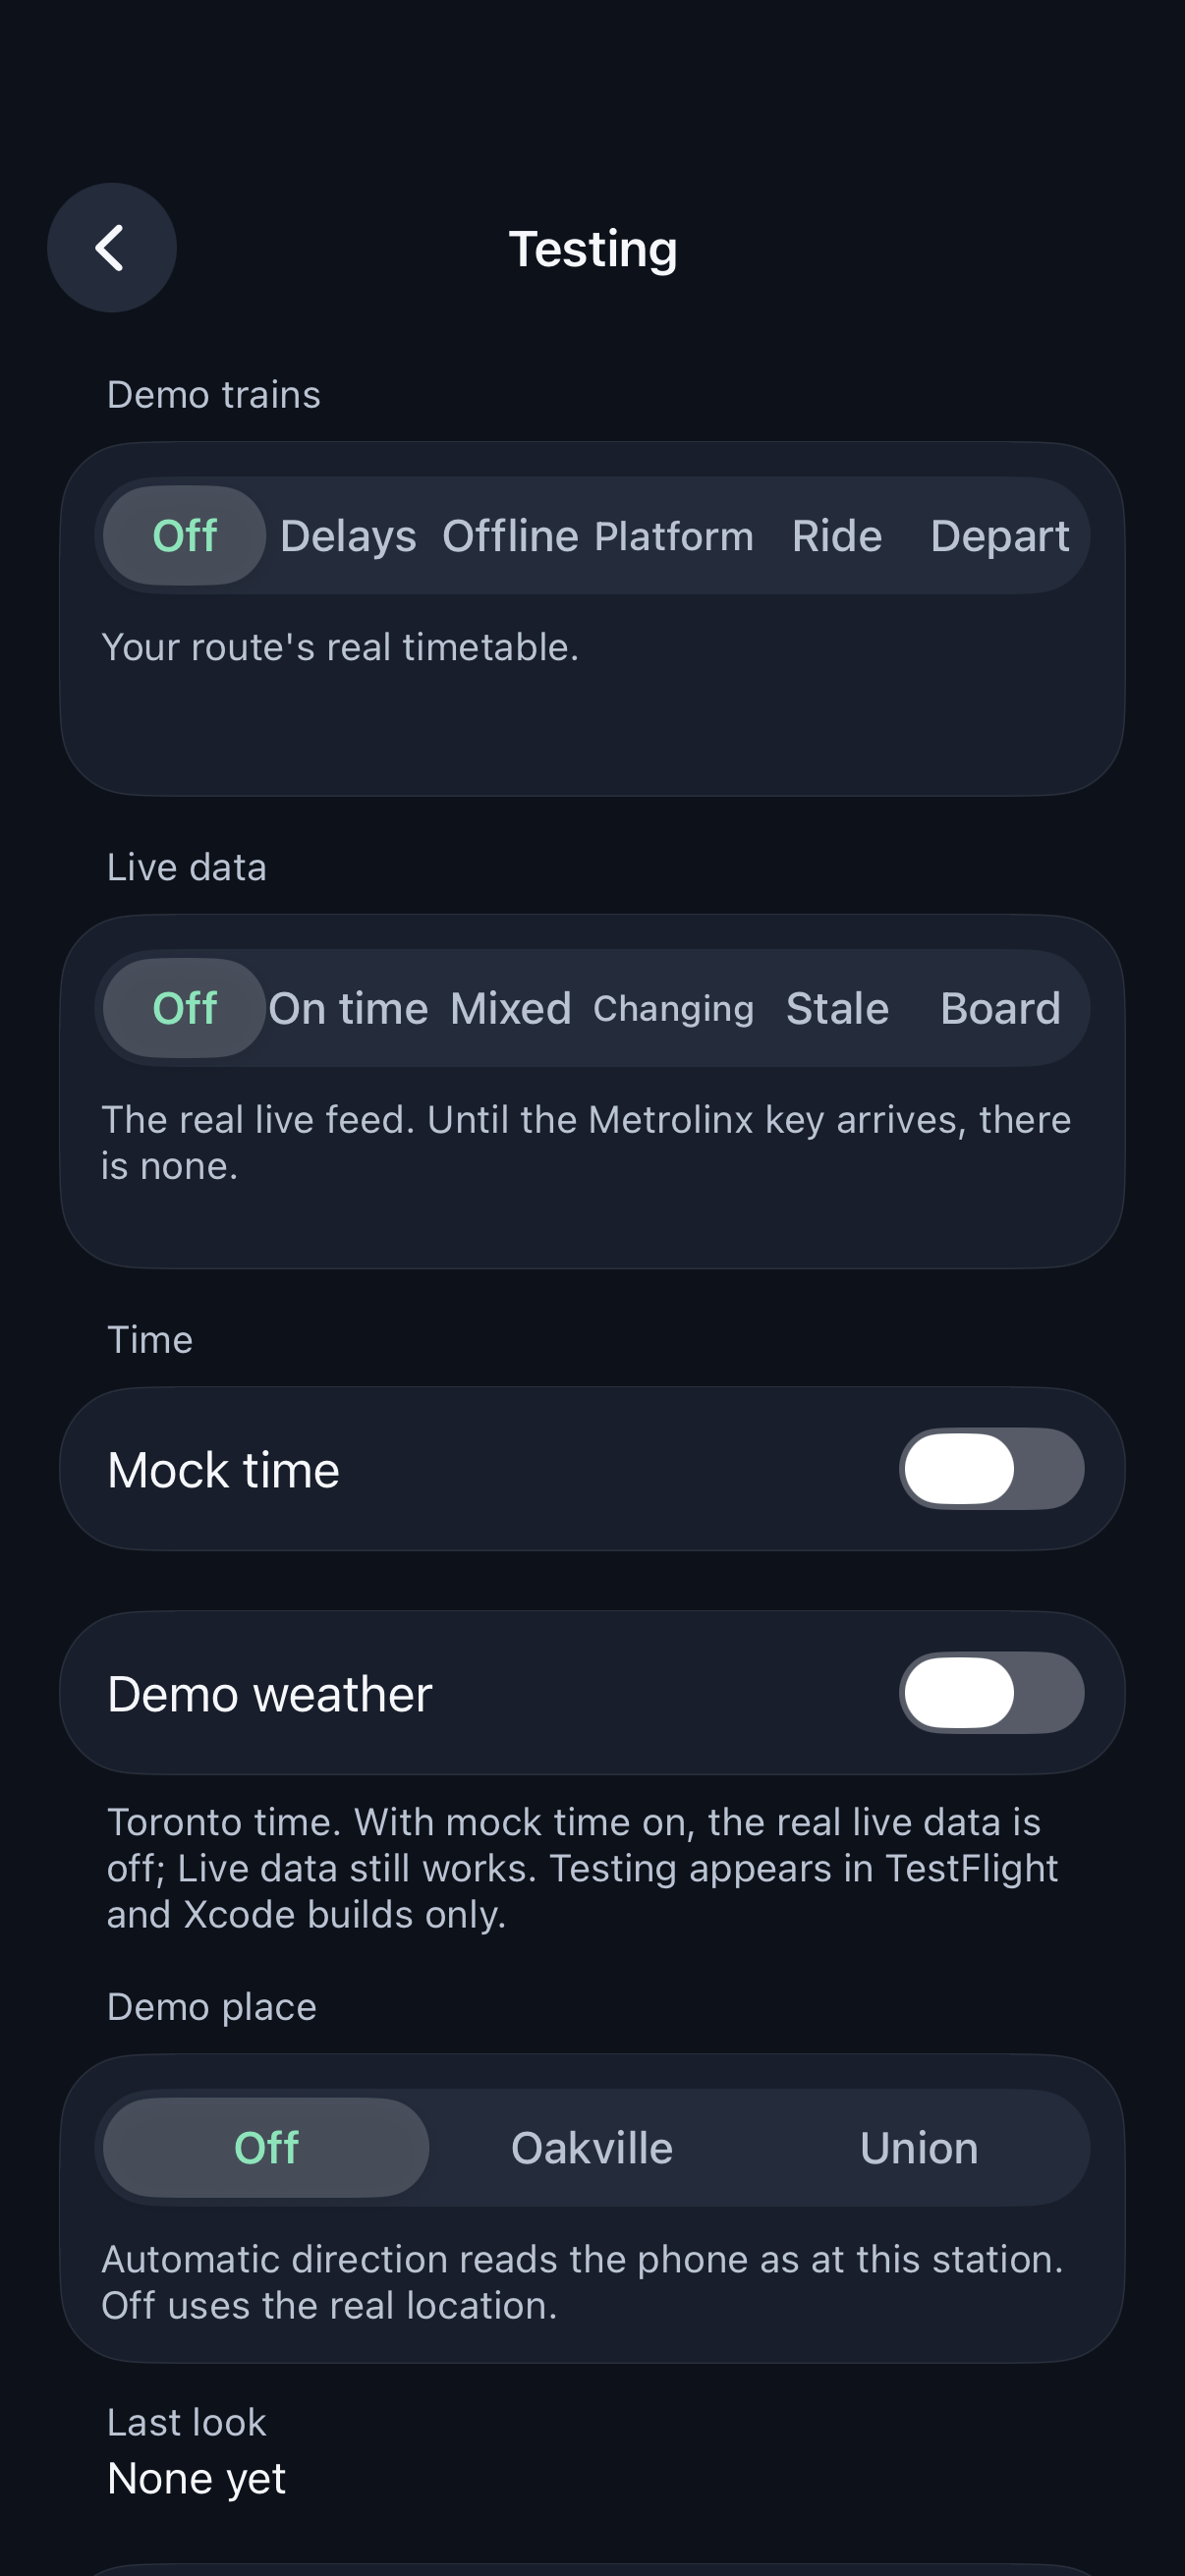 Testing
Demo trains
Off Delays Offline Platform Ride Depart
Your route's real timetable.
Live data
Off On time Mixed Changing Stale Board
The real live feed. Until the Metrolinx key arrives, there
is none.
Time
Mock time
Demo weather
Toronto time. With mock time on, the real live data is
off; Live data still works. Testing appears in TestFlight
and Xcode builds only.
Demo place
Off Oakville Union
Automatic direction reads the phone as at this station.
Off uses the real location.
Last look
None yet